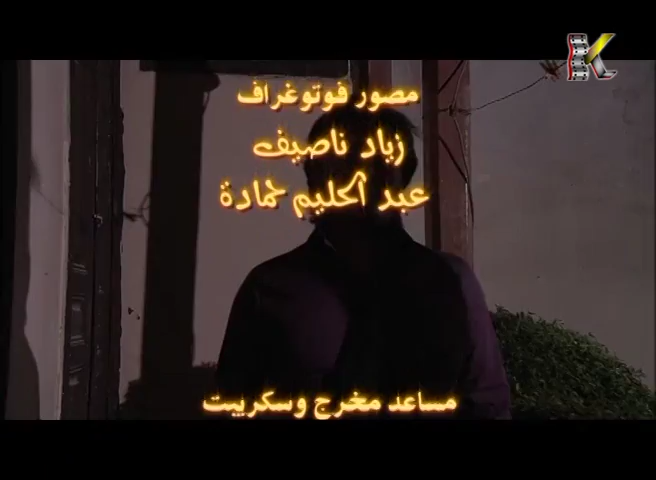 K
مصور فوتوغراف
زياد ناصيف
عبد الحليم حمادة
مساعد مخرج وسكريبت